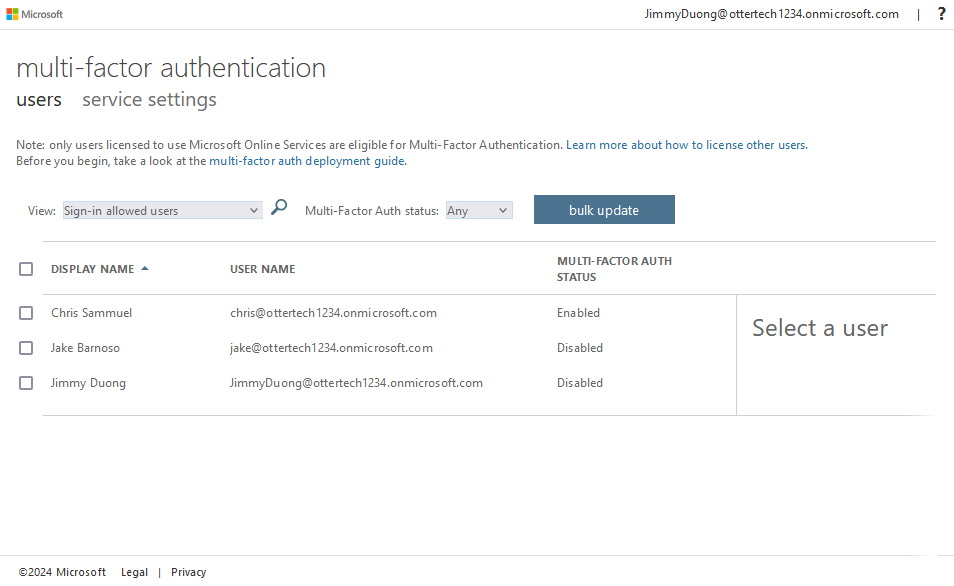 Microsoft JimmyDuong@ottertech1234.onmicrosoft.com | ?
multi-factor authentication
users service settings
Note: only users licensed to use Microsoft Online Services are eligible for Multi-Factor Authentication. Learn more about how to license other users.
Before you begin, take a look at the multi-factor auth deployment guide.
View: Sign-in allowed users Multi-Factor Auth status: Any bulk update
DISPLAY NAME USER NAME MULTI-FACTOR AUTH
STATUS
Chris Sammuel chris@ottertech1234.onmicrosoft.com Enabled
Select a user
Jake Barnoso jake@ottertech1234.onmicrosoft.com Disabled
Jimmy Duong JimmyDuong@ottertech1234.onmicrosoft.com Disabled
©2024 Microsoft Legal | Privacy